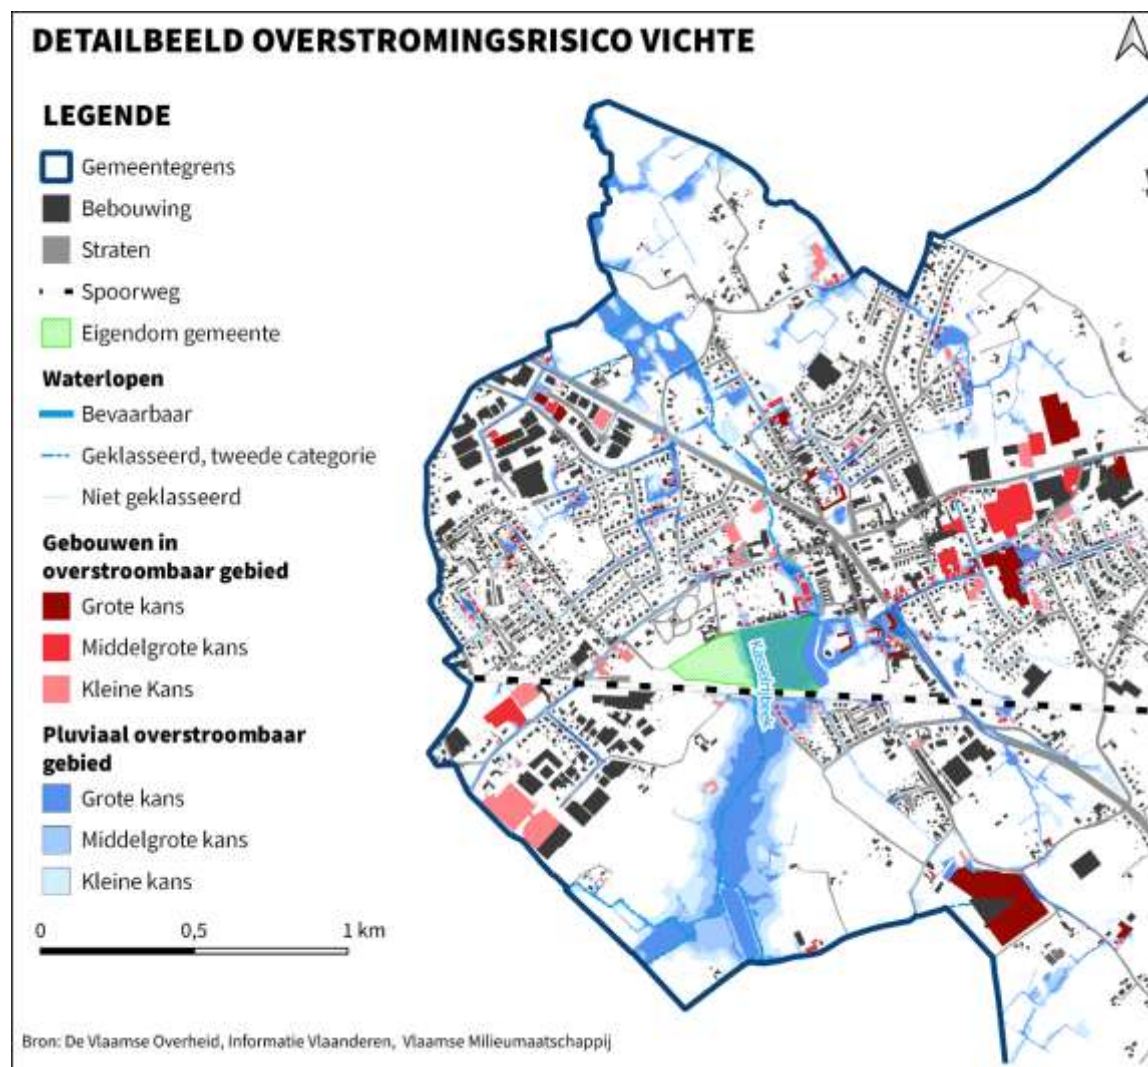 DETAILBEELD OVERSTROMINGSRISICO VICHTE
LEGENDE
Gemeentegrens
Bebouwing
Straten
Spoorweg
Eigendom gemeente
Waterlopen
Bevaarbaar
Geklasseerd, tweede categorie
Niet geklasseerd
Gebouwen in
overstroombaar gebied
Grote kans
Middelgrote kans
Kleine Kans
Pluviaal overstroombaar
gebied
Grote kans
Middelgrote kans
Kleine kans
0 0,5 1 km
Kasselrijbeek
Bron: De Vlaamse Overheid, Informatie Vlaanderen, Vlaamse Milieumaatschappij